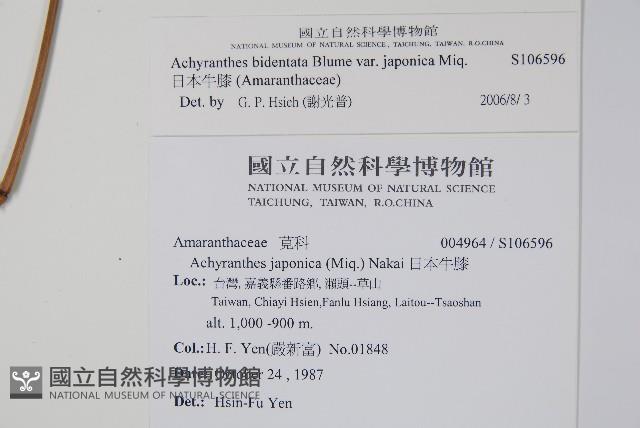 國立自然科學博物館
NATIONAL MUSEUM OF NATURAL SCIENCE, TAICHUNG, TAIWAN, R.O.CHINA
Achyranthes bidentata Blume var. japonica Miq. S106596
日本牛膝 (Amaranthaceae)
Det. by G. P. Hsieh (謝光普) 2006/8/ 3
國立自然科學博物館
NATIONAL MUSEUM OF NATURAL SCIENCE
TAICHUNG, TAIWAN, R.O.CHINA
Amaranthaceae 莧科 004964 / S106596
Achyranthes japonica (Miq.) Nakai 日本牛膝
Loc.: 台灣, 嘉義縣番路鄉, 瀨頭--草山
Taiwan, Chiayi Hsien,Fanlu Hsiang, Laitou--Tsaoshan
alt. 1,000 -900 m.
Col.: H. F. Yen(嚴新富) No.01848
Date: October 24 , 1987
Det.: Hsin-Fu Yen
國立自然科學博物館
NATIONAL MUSEUM OF NATURAL SCIENCE